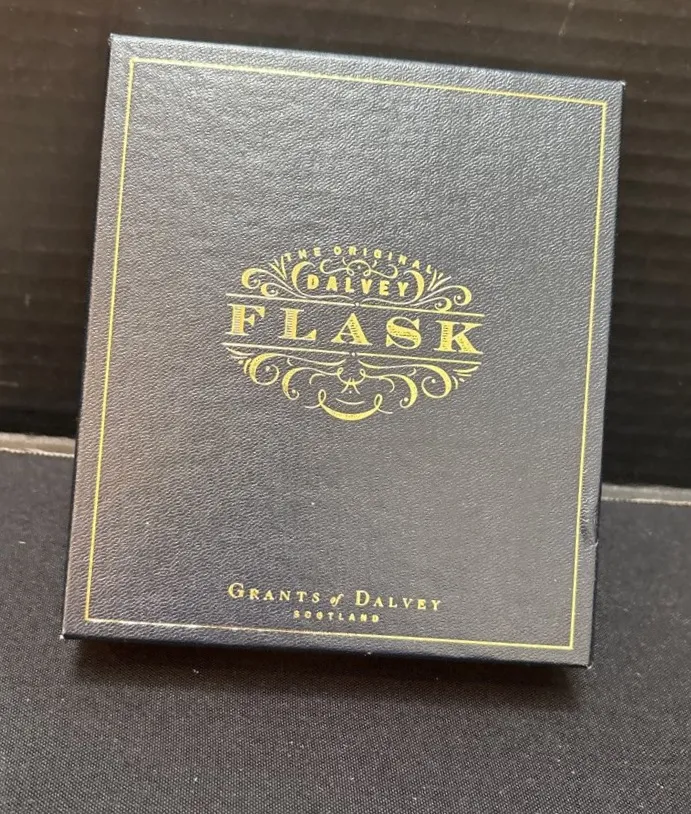 THE ORIGINAL
DALVEY
FLASK
GRANTS of DALVEY
SCOTLAND